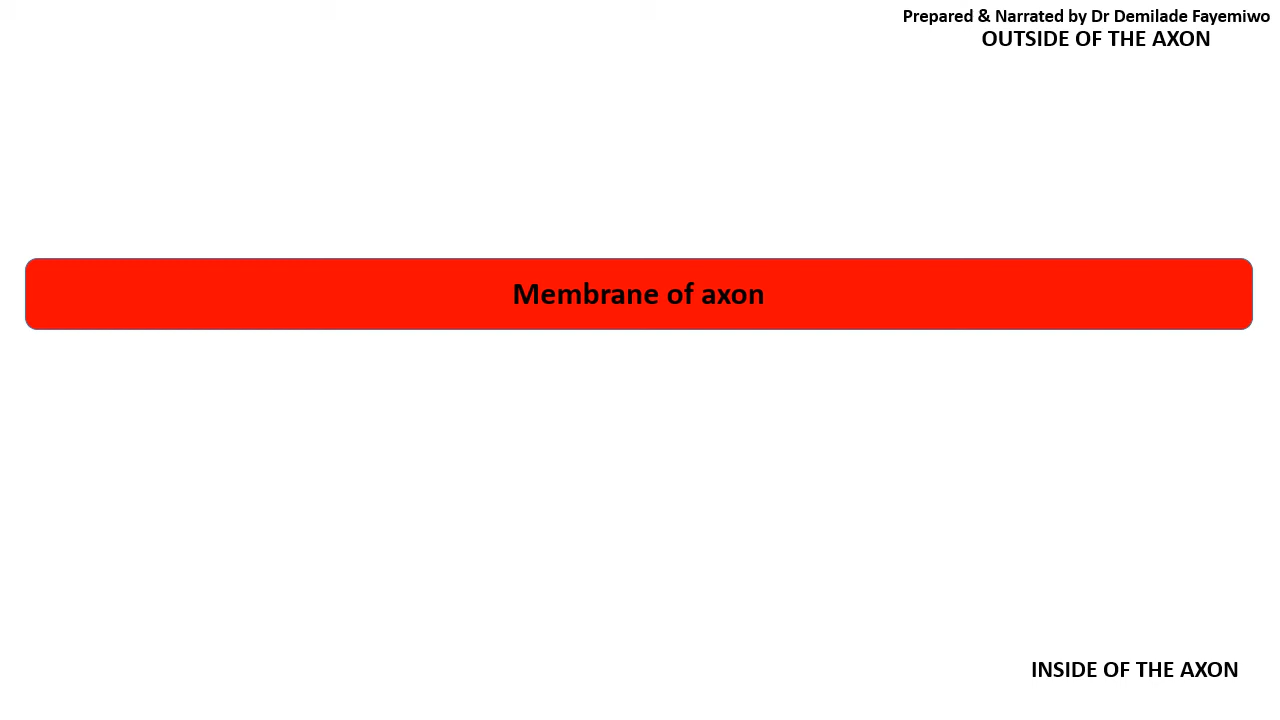 Prepared & Narrated by Dr Demilade Fayemiwo
OUTSIDE OF THE AXON
Membrane of axon
INSIDE OF THE AXON